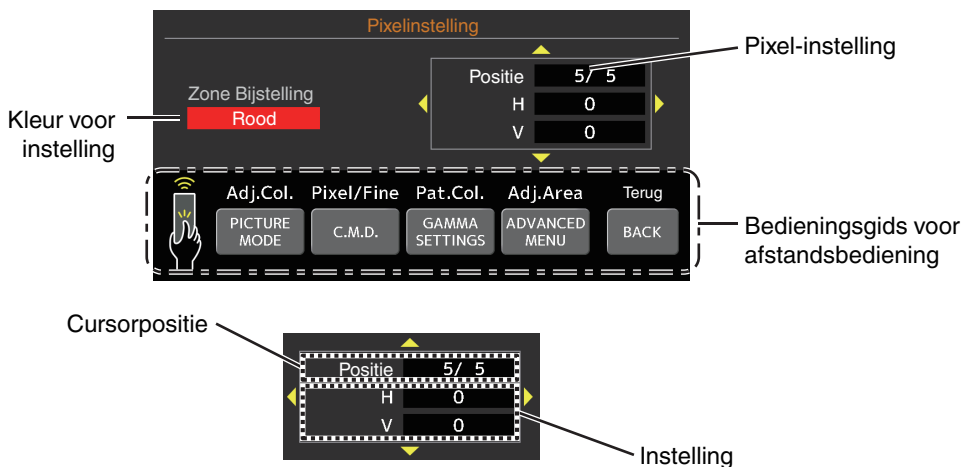 Pixelinstelling
Pixel-instelling
Positie 5/ 5
Zone Bijstelling
H 0
Rood
V 0
Kleur voor
instelling
Adj.Col. Pixel/Fine Pat.Col. Adj.Area Terug
PICTURE
MODE
C.M.D.
GAMMA
SETTINGS
ADVANCED
MENU
BACK
Bedieningsgids voor
afstandsbediening
Cursorpositie
Positie 5/ 5
H 0
V 0
Instelling